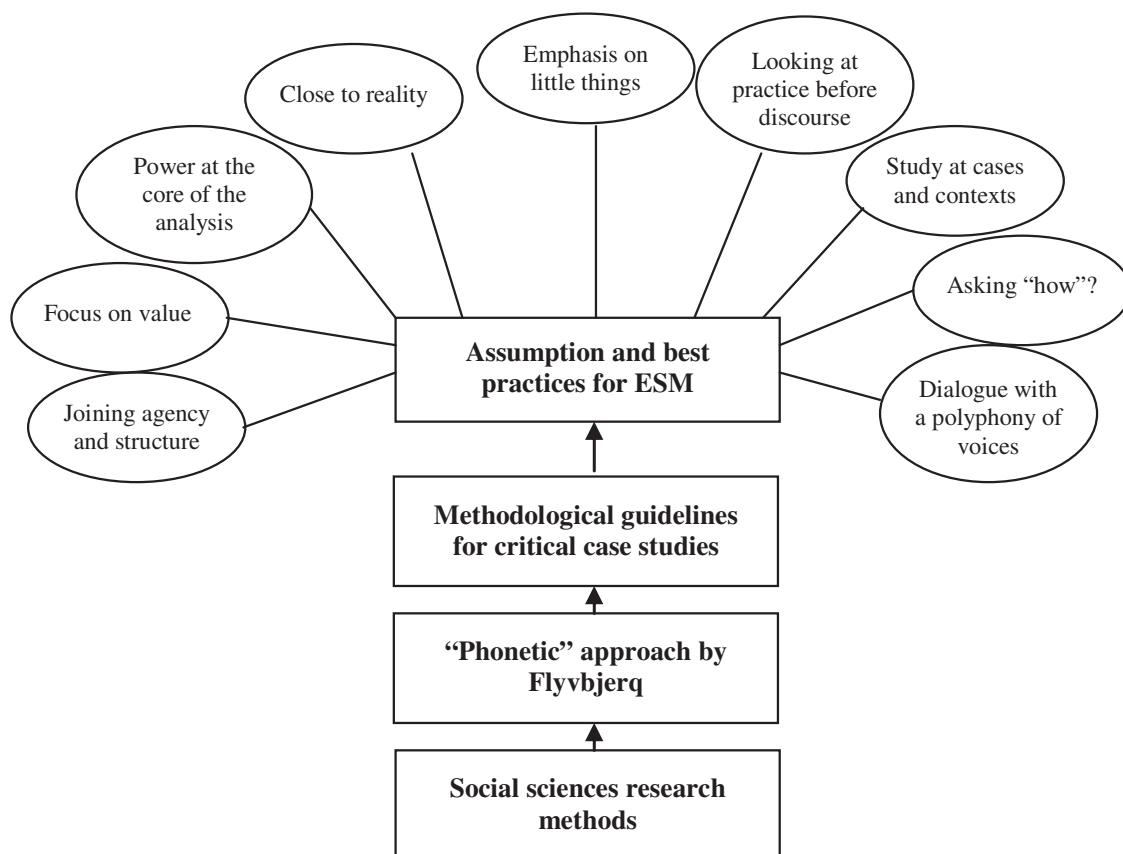 Emphasis on
little things
Looking at
practice before
discourse
Close to reality
Power at the
core of the
analysis
Study at cases
and contexts
Focus on value
Asking “how”?
Joining agency
and structure
Dialogue with
a polyphony of
voices
Assumption and best
practices for ESM
Methodological guidelines
for critical case studies
“Phonetic” approach by
Flyvbjerq
Social sciences research
methods